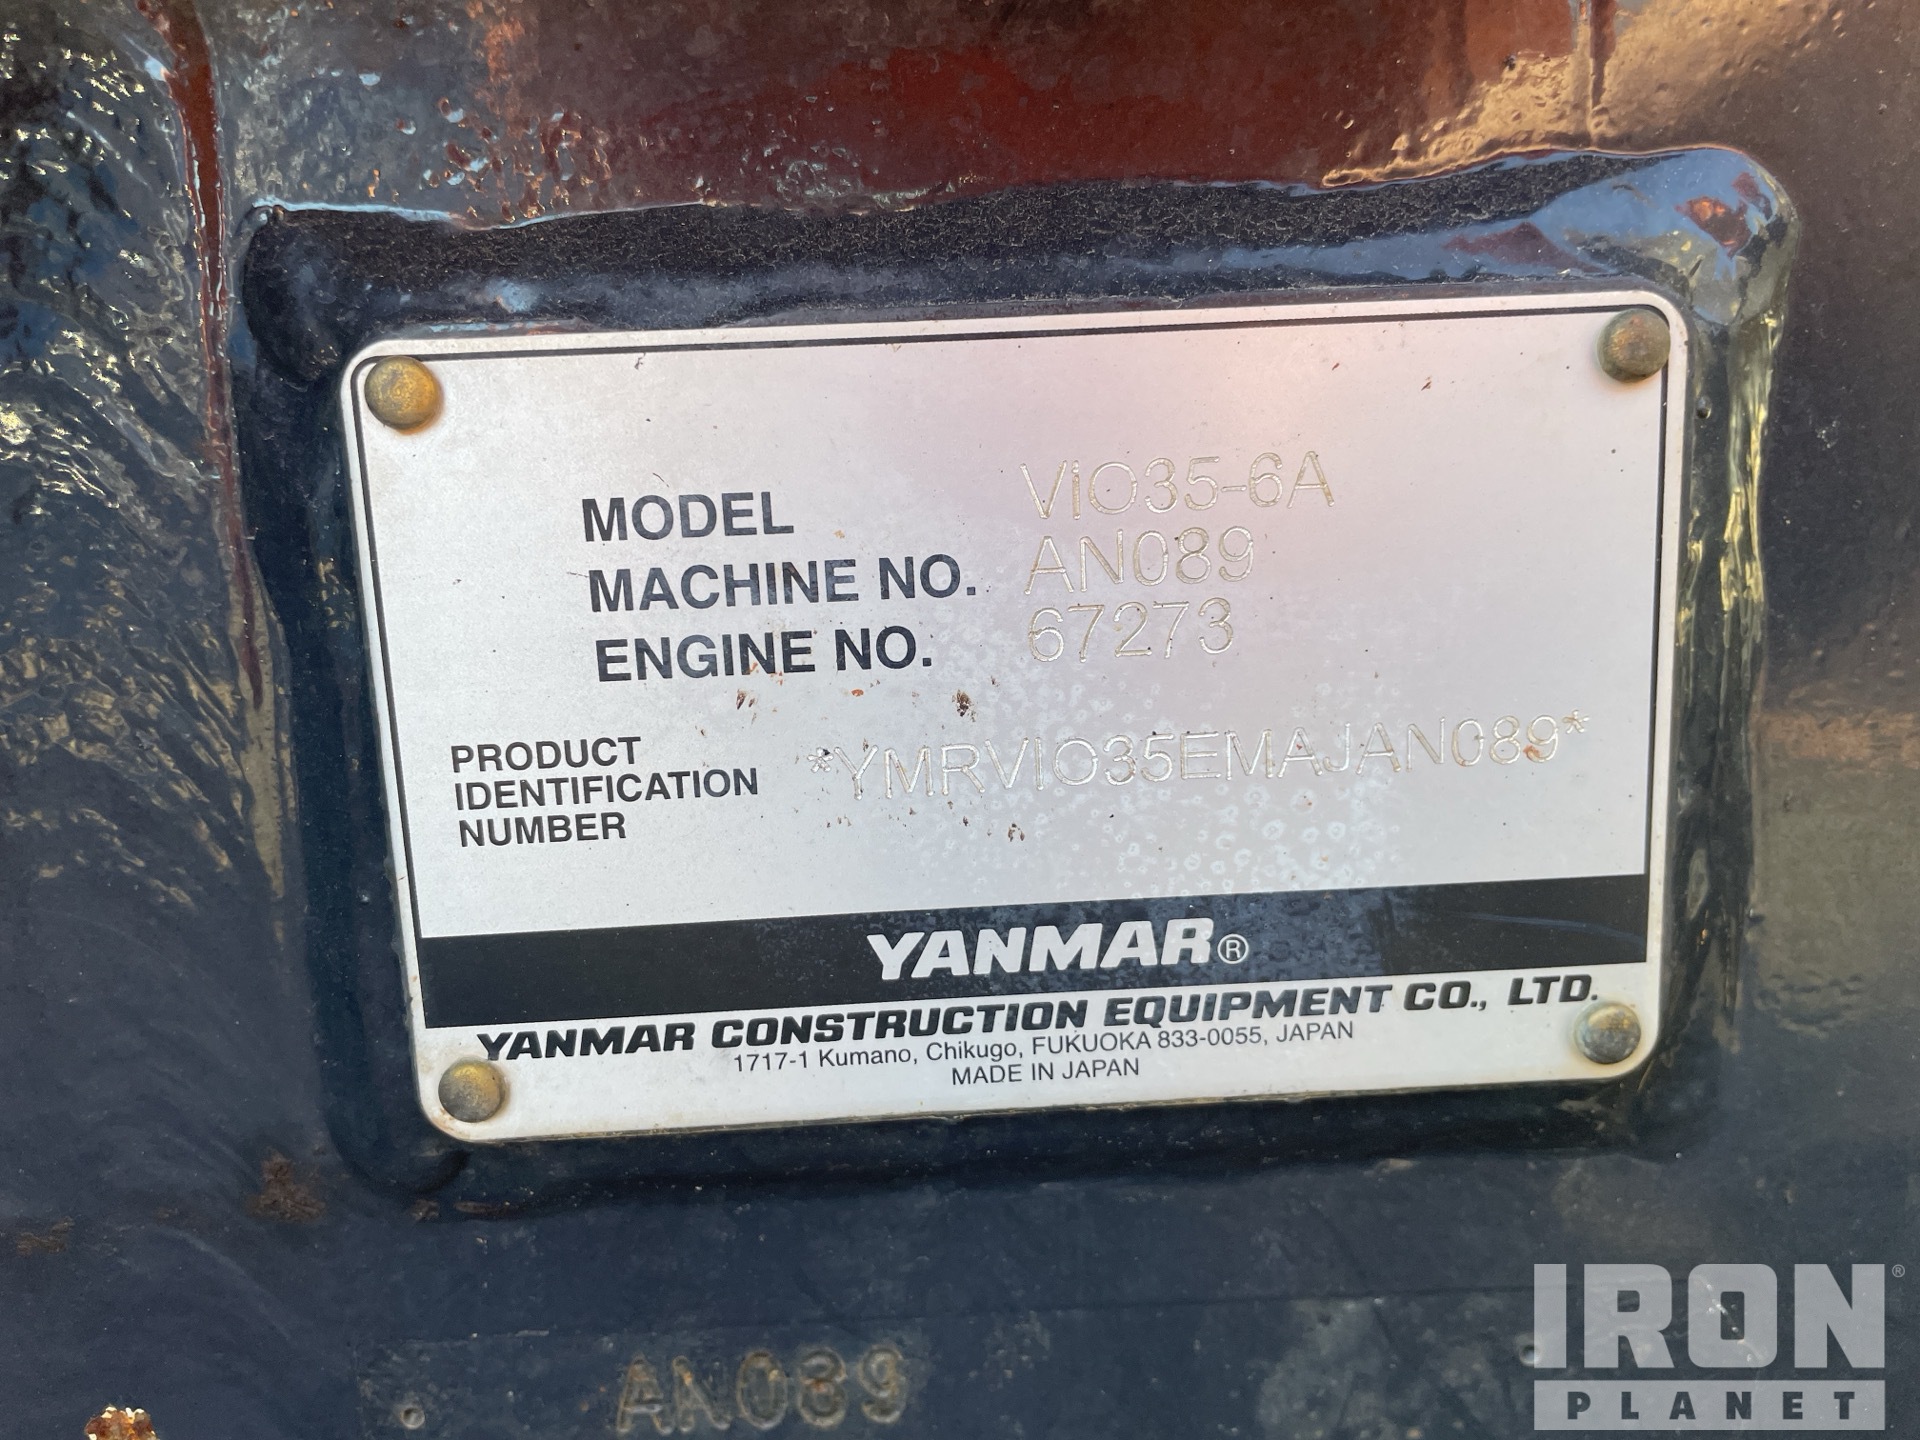 MODEL VIO35-6A
MACHINE NO. AN089
ENGINE NO. 67273
PRODUCT
IDENTIFICATION
NUMBER
*YMRVIO35EMAJAN089*
YANMAR®
YANMAR CONSTRUCTION EQUIPMENT CO., LTD.
1717-1 Kumano, Chikugo, FUKUOKA 833-0055, JAPAN
MADE IN JAPAN
AN089
IRON®
PLANET